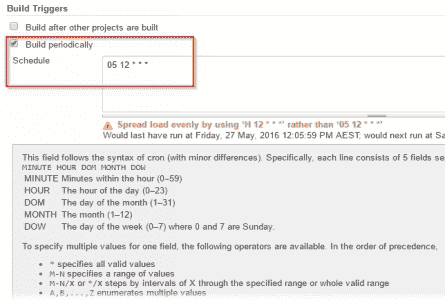 Build Triggers
Build after other projects are built
Build periodically
Schedule
05 12 * * *
Spread load evenly by using 'H 12 * * *' rather than '05 12 * * *'
Would last have run at Friday, 27 May, 2016 12:05:59 PM AEST; would next run at Sa
This field follows the syntax of cron (with minor differences). Specifically, each line consists of 5 fields se
MINUTE HOUR DOM MONTH DOW
MINUTE Minutes within the hour (0–59)
HOUR The hour of the day (0–23)
DOM The day of the month (1–31)
MONTH The month (1–12)
DOW The day of the week (0–7) where 0 and 7 are Sunday.
To specify multiple values for one field, the following operators are available. In the order of precedence,
* specifies all valid values
M-N specifies a range of values
M-N/X or */X steps by intervals of X through the specified range or whole valid range
A,B,...,Z enumerates multiple values